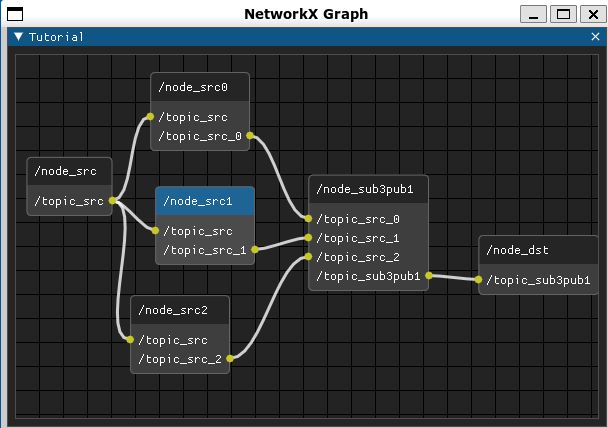 NetworkX Graph
Tutorial
/node_src0
/topic_src
/topic_src_0
/node_src
/topic_src
/node_src1
/topic_src
/topic_src_1
/node_sub3pub1
/topic_src_0
/topic_src_1
/topic_src_2
/topic_sub3pub1
/node_dst
/topic_sub3pub1
/node_src2
/topic_src
/topic_src_2